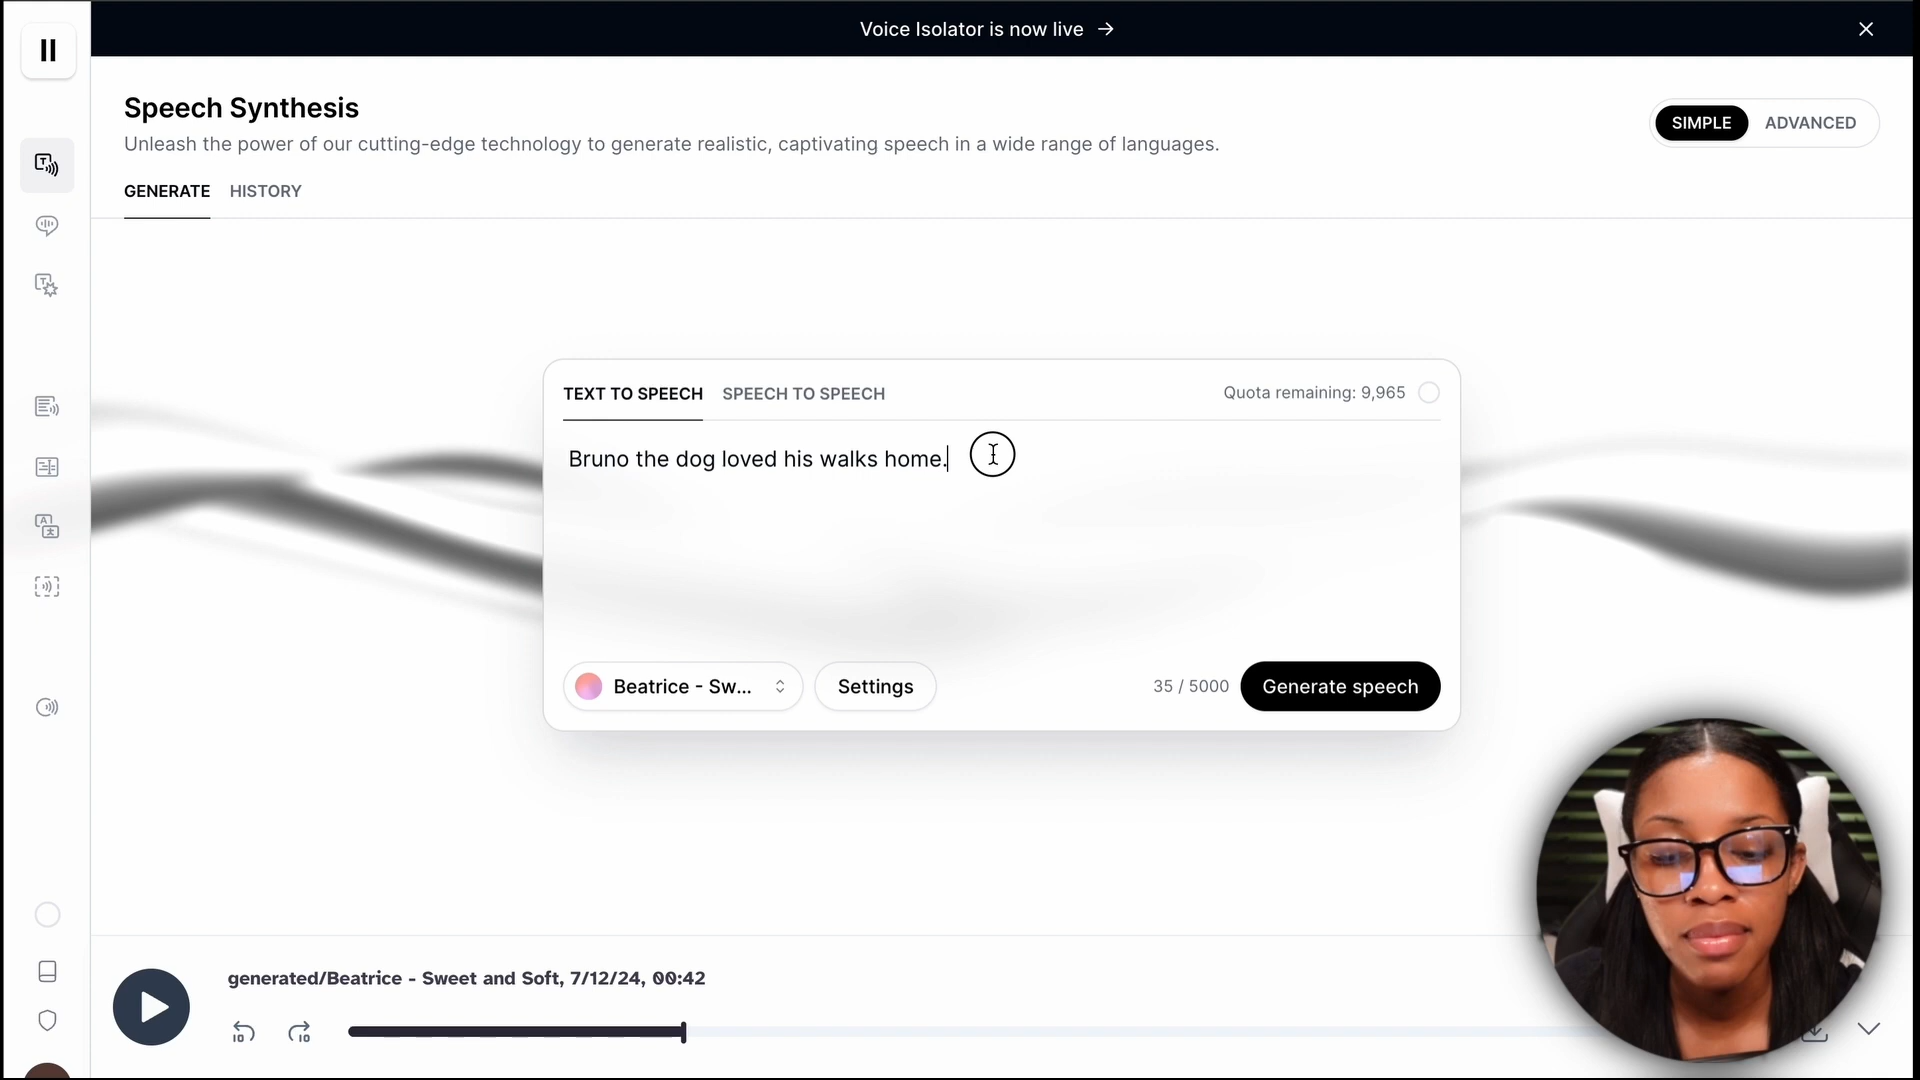 Voice Isolator is now live →
Speech Synthesis
SIMPLE ADVANCED
Unleash the power of our cutting-edge technology to generate realistic, captivating speech in a wide range of languages.
GENERATE HISTORY
TEXT TO SPEECH SPEECH TO SPEECH Quota remaining: 9,965
Bruno the dog loved his walks home.
Beatrice - Sw... Settings 35 / 5000 Generate speech
generated/Beatrice - Sweet and Soft, 7/12/24, 00:42
10 10